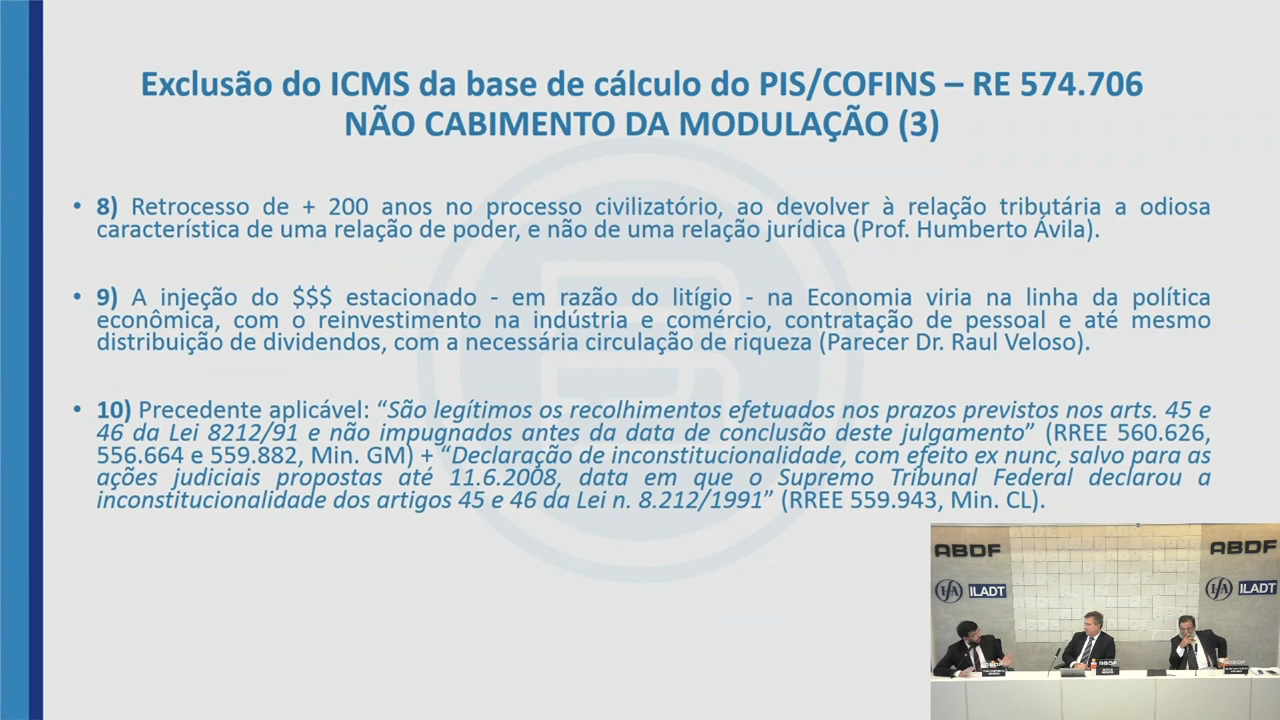 Exclusão do ICMS da base de cálculo do PIS/COFINS – RE 574.706
NÃO CABIMENTO DA MODULAÇÃO (3)
• 8) Retrocesso de + 200 anos no processo civilizatório, ao devolver à relação tributária a odiosa
característica de uma relação de poder, e não de uma relação jurídica (Prof. Humberto Ávila).
• 9) A injeção do $$$ estacionado - em razão do litígio - na Economia viria na linha da política
econômica, com o reinvestimento na indústria e comércio, contratação de pessoal e até mesmo
distribuição de dividendos, com a necessária circulação de riqueza (Parecer Dr. Raul Veloso).
• 10) Precedente aplicável: “São legítimos os recolhimentos efetuados nos prazos previstos nos arts. 45 e
46 da Lei 8212/91 e não impugnados antes da data de conclusão deste julgamento” (RREE 560.626,
556.664 e 559.882, Min. GM) + “Declaração de inconstitucionalidade, com efeito ex nunc, salvo para as
ações judiciais propostas até 11.6.2008, data em que o Supremo Tribunal Federal declarou a
inconstitucionalidade dos artigos 45 e 46 da Lei n. 8.212/1991” (RREE 559.943, Min. CL).
ABDF
ABDF
IFA ILADT
IFA ILADT
ABDF
ABDF
ABDF